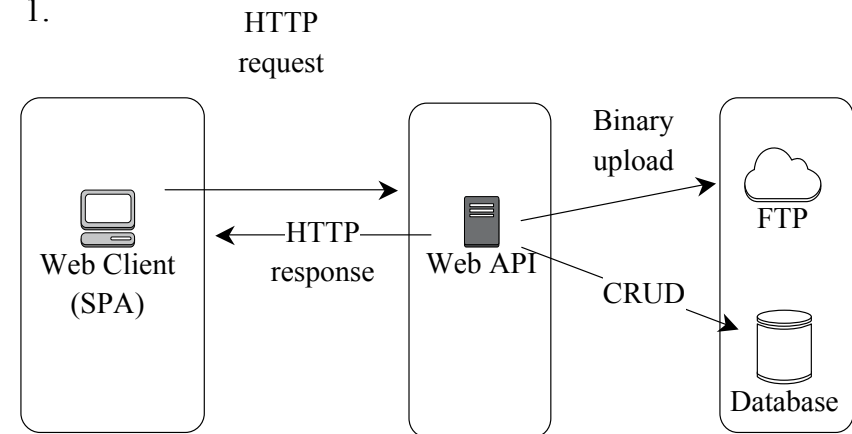 1.
HTTP
request
Binary
upload
FTP
HTTP
response
Web Client
(SPA)
Web API
CRUD
Database